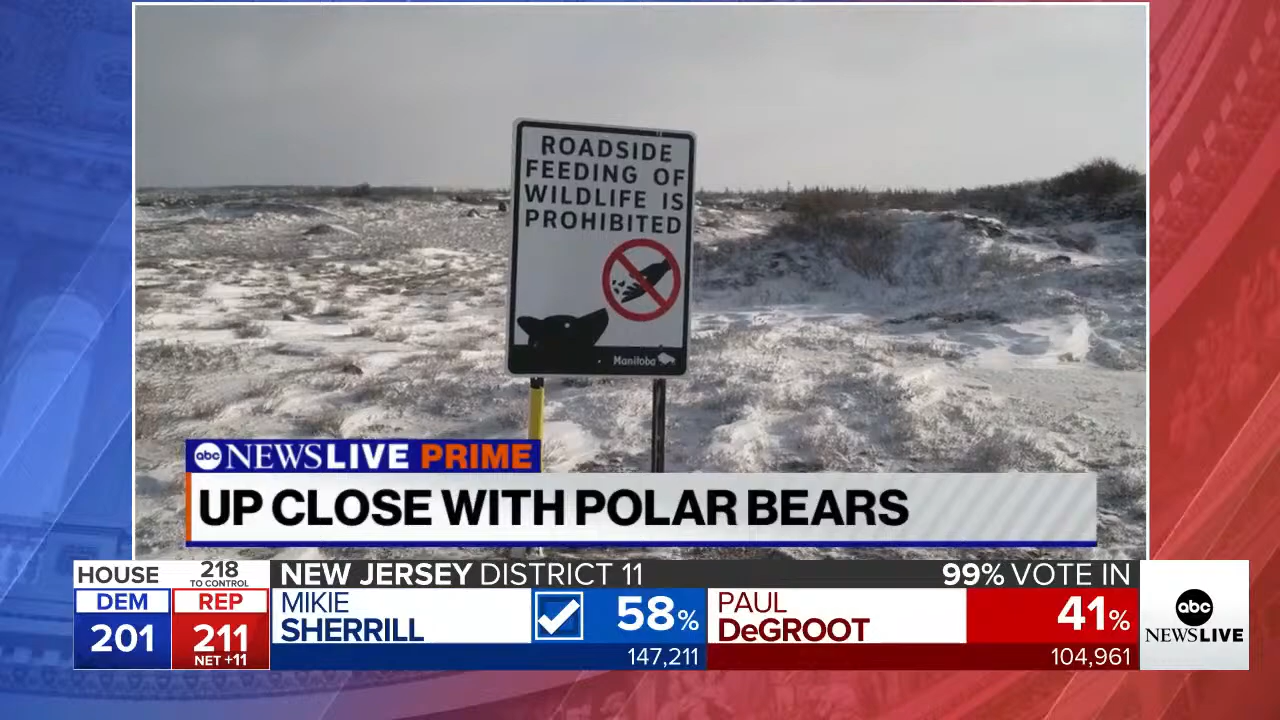 ROADSIDE
FEEDING OF
WILDLIFE IS
PROHIBITED
Manitoba
abc NEWS LIVE PRIME
UP CLOSE WITH POLAR BEARS
HOUSE 218 TO CONTROL
DEM 201
REP 211
NET +11
NEW JERSEY DISTRICT 11 99% VOTE IN
MIKIE SHERRILL 58%
147,211
PAUL DeGROOT 41%
104,961
abc
NEWS LIVE